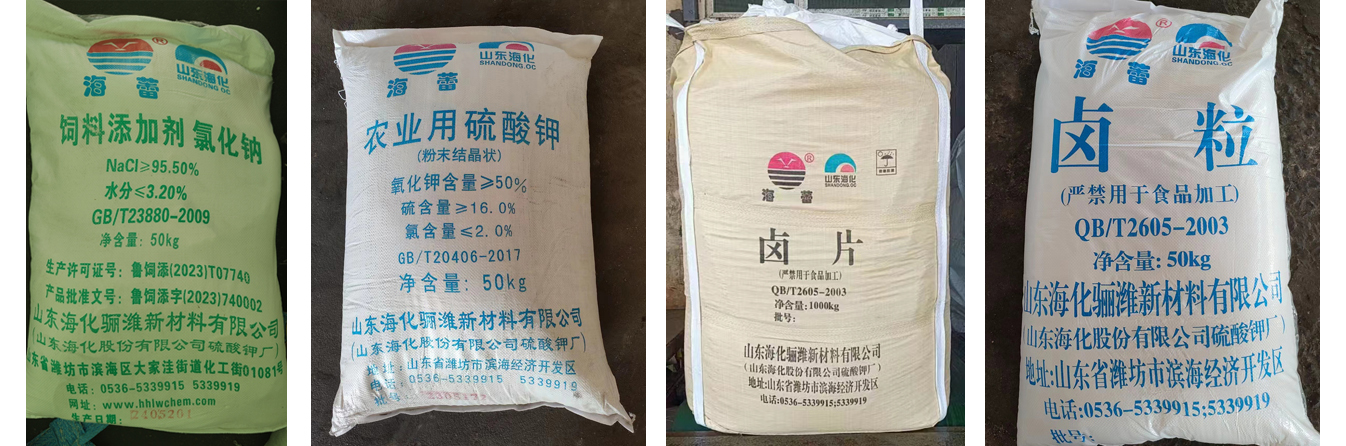 ®
山东海化
SHANDONG.OC
海蕾
饲料添加剂 氯化钠
NaCl≥95.50%
水分≤3.20%
GB/T23880-2009
净含量: 50kg
生产许可证号: 鲁饲添(2023)T07740
产品批准文号: 鲁饲添字(2023)740002
山东海化骊潍新材料有限公司
(山东海化股份有限公司硫酸钾厂)
东省潍坊市滨海区大家洼街道化工街01081号
电话: 0536-5339915 5339919
网址: www.hhlwchem.com
生产日期: 2405201
山东海化
SHANDONG.OC
海蕾
农业用硫酸钾
(粉末结晶状)
氧化钾含量≥50%
硫含量≥16.0%
氯含量≤2.0%
GB/T20406-2017
净含量: 50kg
山东海化骊潍新材料有限公司
(山东海化股份有限公司硫酸钾厂)
地址: 山东省潍坊市滨海经济开发区
电话: 0536-5339915 5339919
®
山东海化
SHANDONG.OC
海蕾
卤片
(严禁用于食品加工)
QB/T2605-2003
净含量:1000kg
批号:
山东海化骊潍新材料有限公司
(山东海化股份有限公司硫酸钾厂)
地址:山东省潍坊市滨海经济开发区
电话:0536-5339915;5339919
®
山东海化
SHANDONG.OC
海蕾
卤粒
(严禁用于食品加工)
QB/T2605-2003
净含量: 50kg
山东海化骊潍新材料有限公司
(山东海化股份有限公司硫酸钾厂)
地址:山东省潍坊市滨海经济开发区
电话:0536-5339915;5339919
批号: